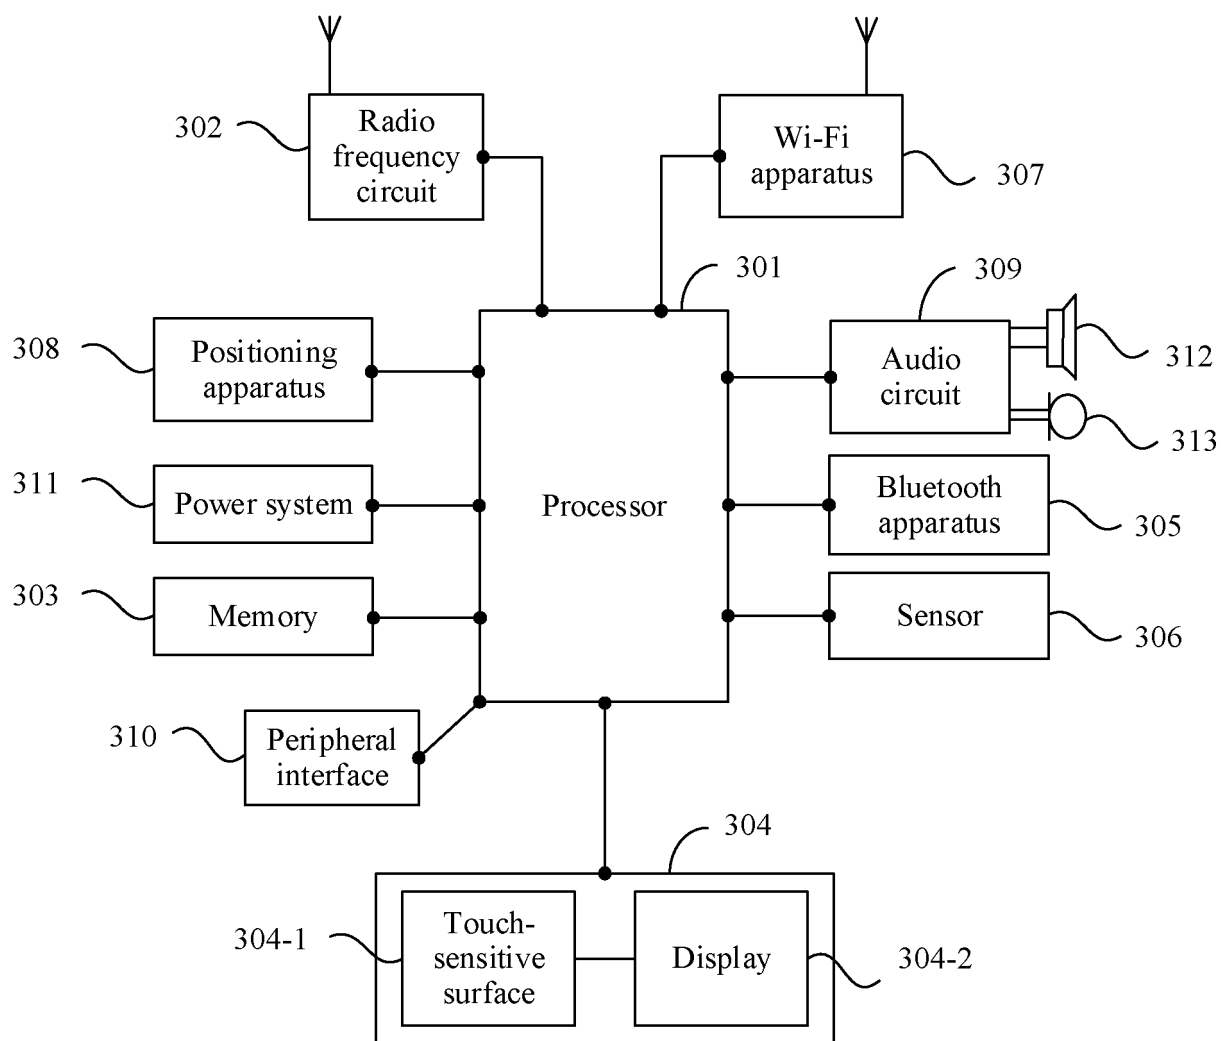 302
Radio
frequency
circuit
Wi-Fi
apparatus
307
301
309
308
Positioning
apparatus
Audio
circuit
312
313
311
Power system
Processor
Bluetooth
apparatus
305
303
Memory
Sensor
306
310
Peripheral
interface
304
304-1
Touch-
sensitive
surface
Display
304-2